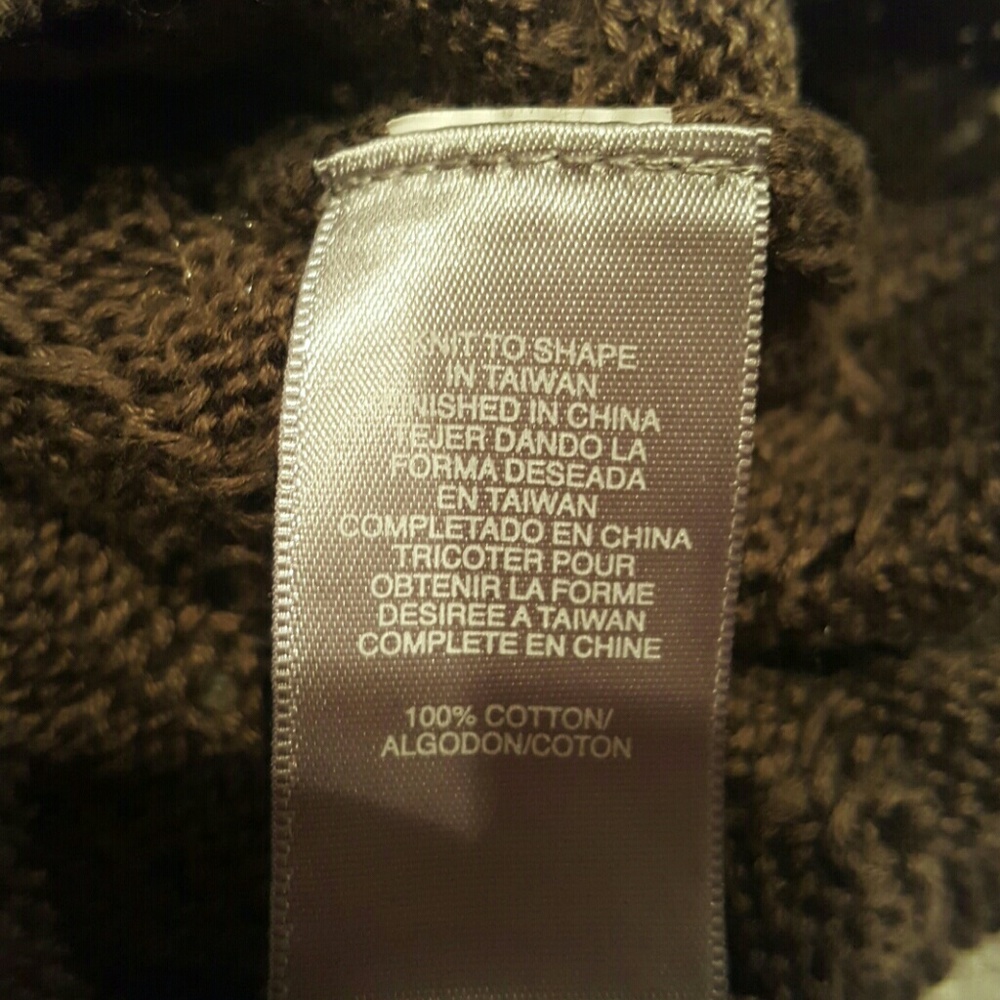 KNIT TO SHAPE
IN TAIWAN
FINISHED IN CHINA
TEJER DANDO LA
FORMA DESEADA
EN TAIWAN
COMPLETADO EN CHINA
TRICOTER POUR
OBTENIR LA FORME
DESIREE A TAIWAN
COMPLETE EN CHINE
100% COTTON/
ALGODON/COTON